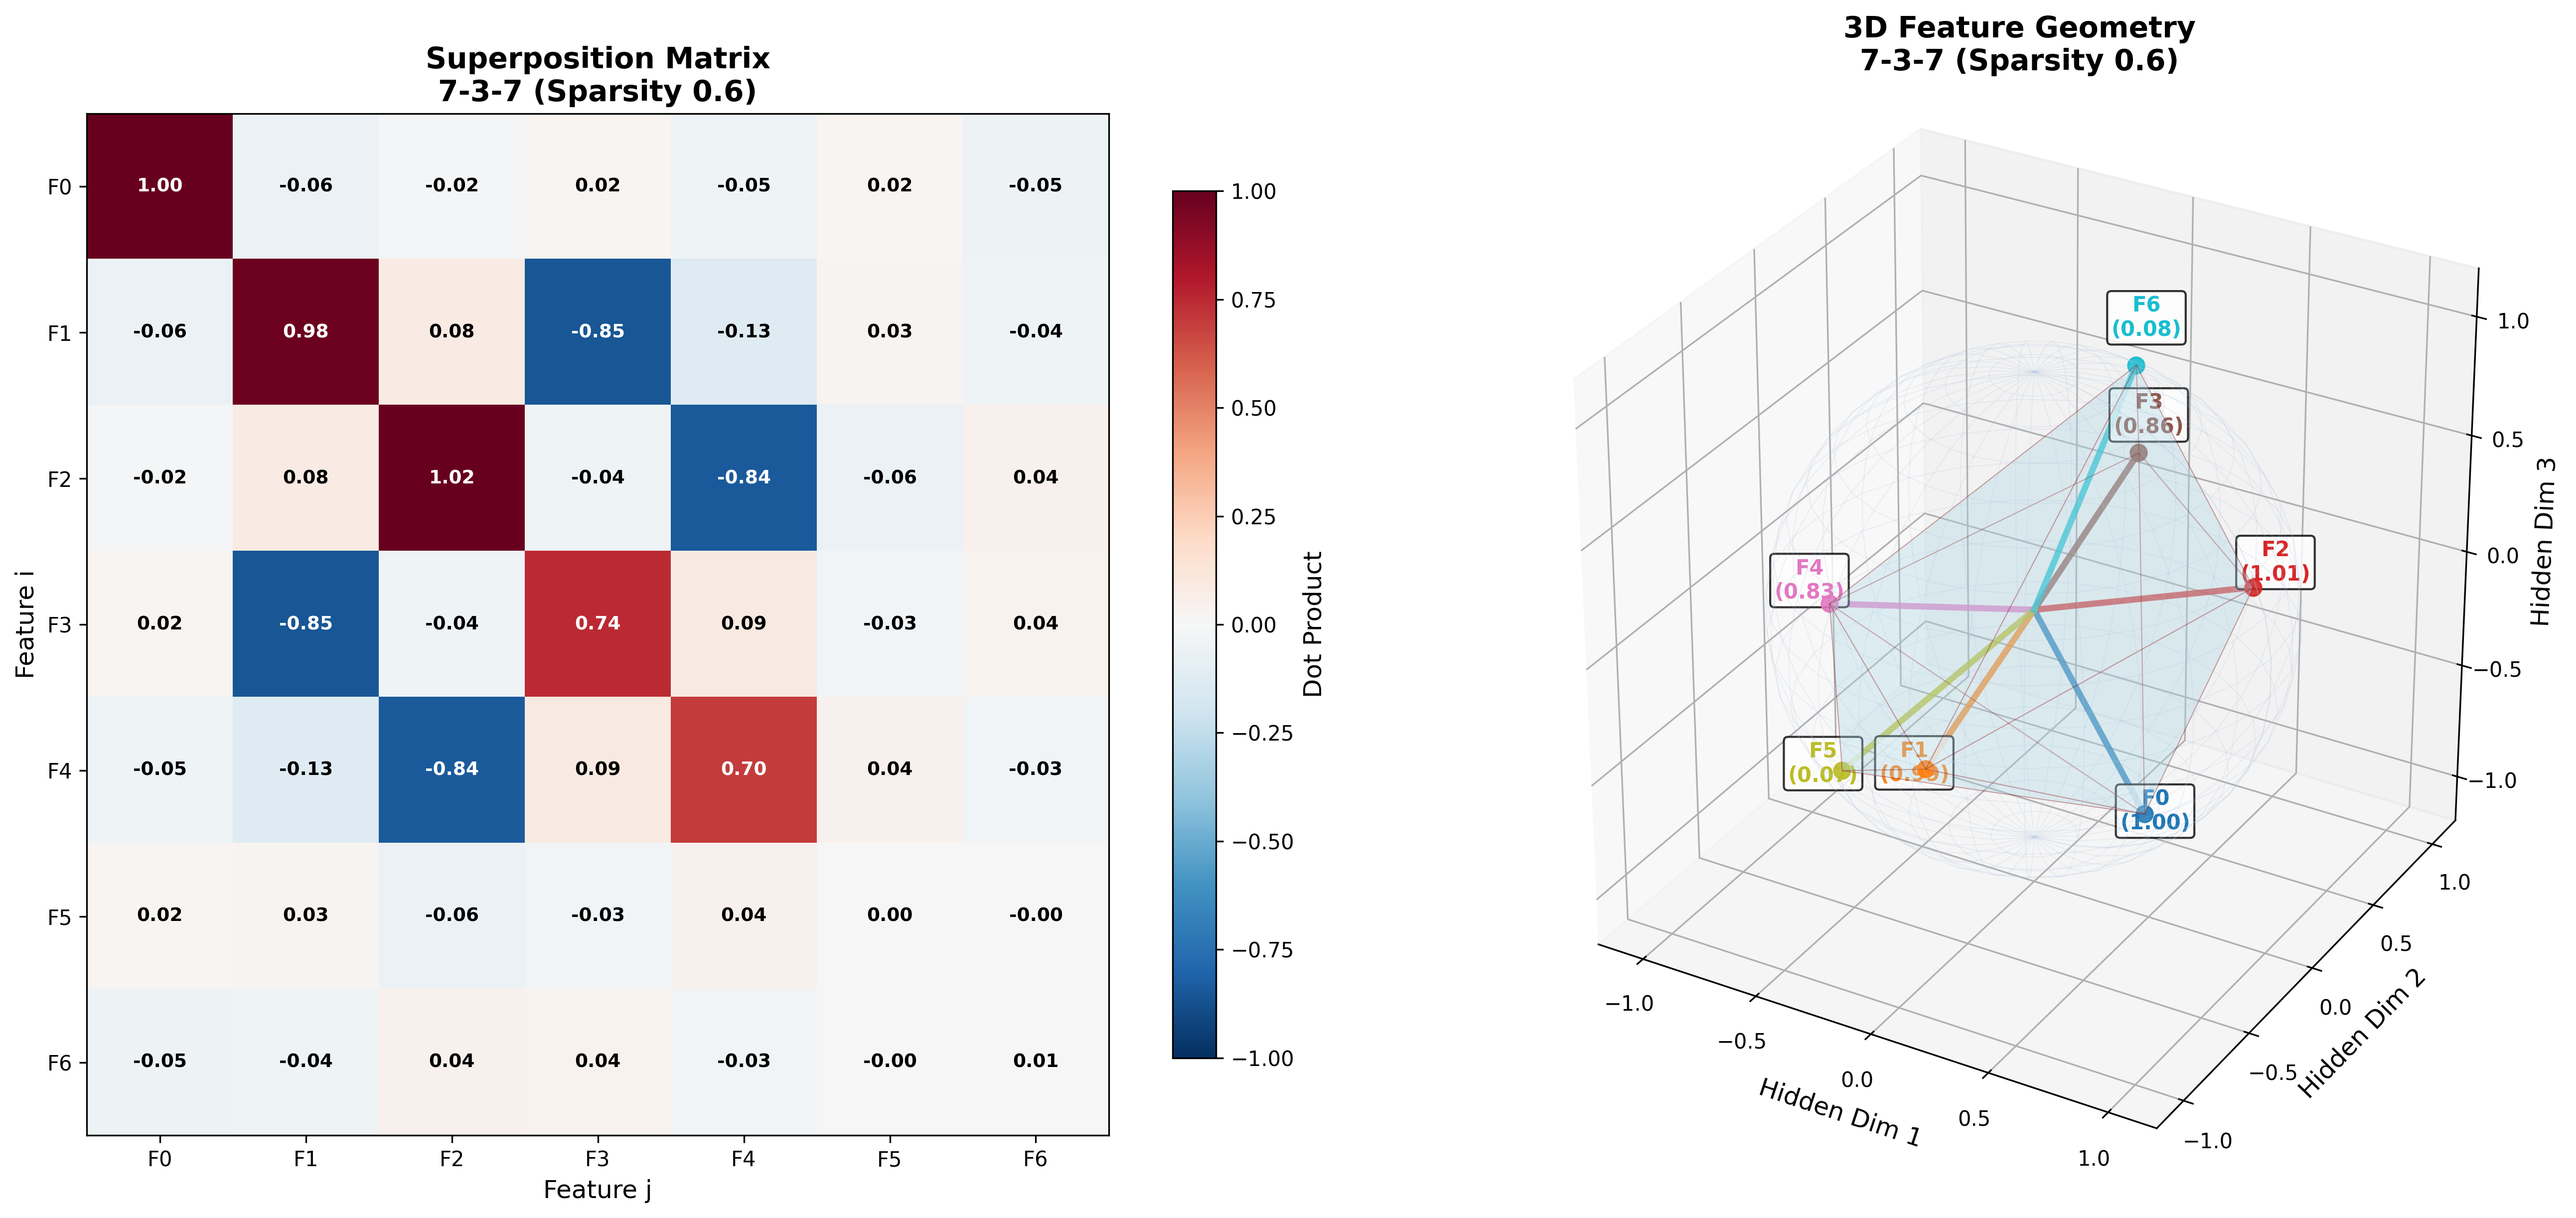 Superposition Matrix
7-3-7 (Sparsity 0.6)
F0 1.00 -0.06 -0.02 0.02 -0.05 0.02 -0.05
F1 -0.06 0.98 0.08 -0.85 -0.13 0.03 -0.04
F2 -0.02 0.08 1.02 -0.04 -0.84 -0.06 0.04
F3 0.02 -0.85 -0.04 0.74 0.09 -0.03 0.04
F4 -0.05 -0.13 -0.84 0.09 0.70 0.04 -0.03
F5 0.02 0.03 -0.06 -0.03 0.04 0.00 -0.00
F6 -0.05 -0.04 0.04 0.04 -0.03 -0.00 0.01
F0 F1 F2 F3 F4 F5 F6
Feature j
Feature i
1.00
0.75
0.50
0.25
0.00
−0.25
−0.50
−0.75
−1.00
Dot Product
3D Feature Geometry
7-3-7 (Sparsity 0.6)
F6
(0.08)
F3
(0.86)
F2
(1.01)
F4
(0.83)
F5
F1
F0
(1.00)
1.0
0.5
0.0
−0.5
−1.0
Hidden Dim 3
1.0
0.5
0.0
−0.5
−1.0
Hidden Dim 2
−1.0
−0.5
0.0
0.5
1.0
Hidden Dim 1